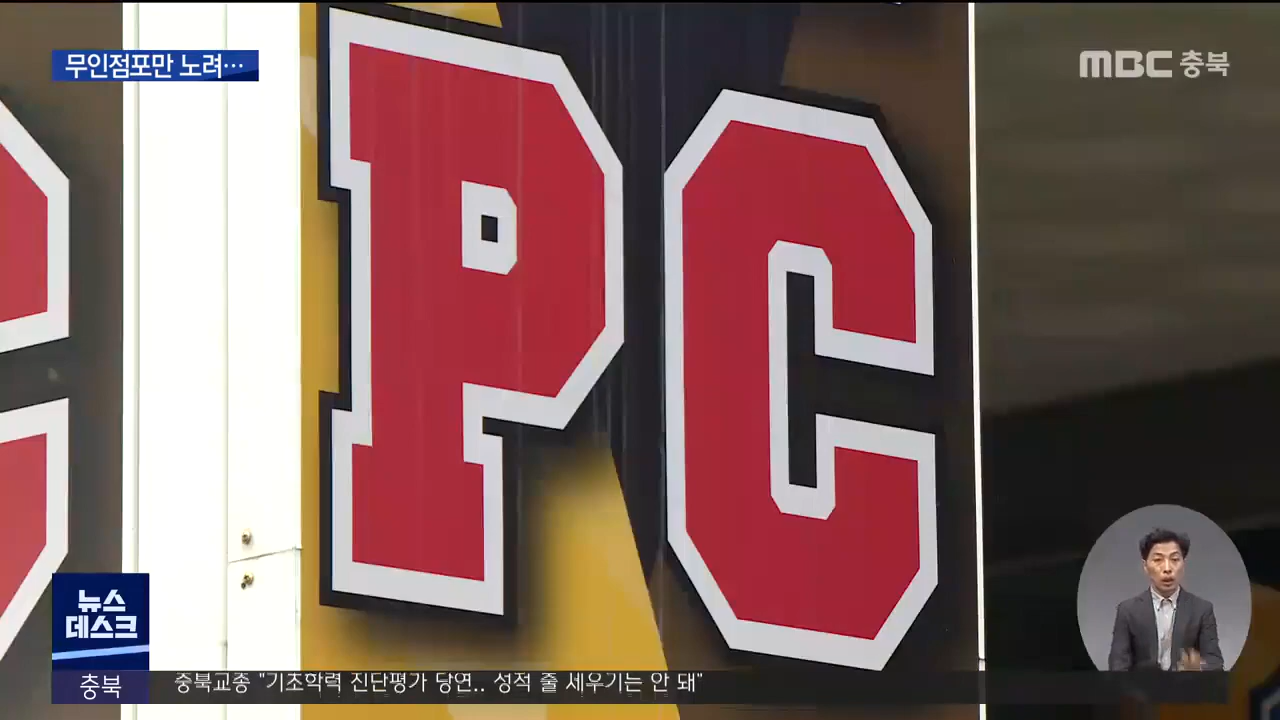 무인점포만 노려…
MBC 충북
PC
뉴스
데스크
충북
충북교총 "기초학력 진단평가 당연.. 성적 줄 세우기는 안 돼"